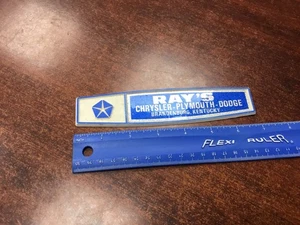 RAY'S
CHRYSLER-PLYMOUTH-DODGE
BRANDENBURG, KENTUCKY
FLEXI RULER